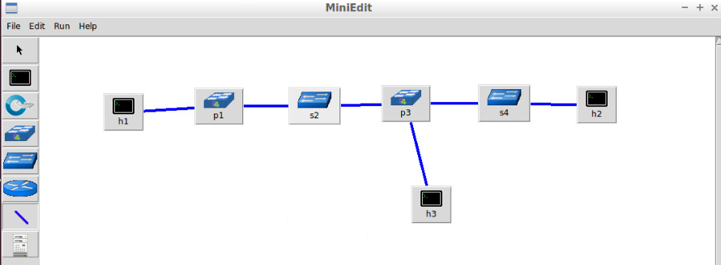 MiniEdit
File Edit Run Help
h1
p1
s2
p3
s4
h2
h3